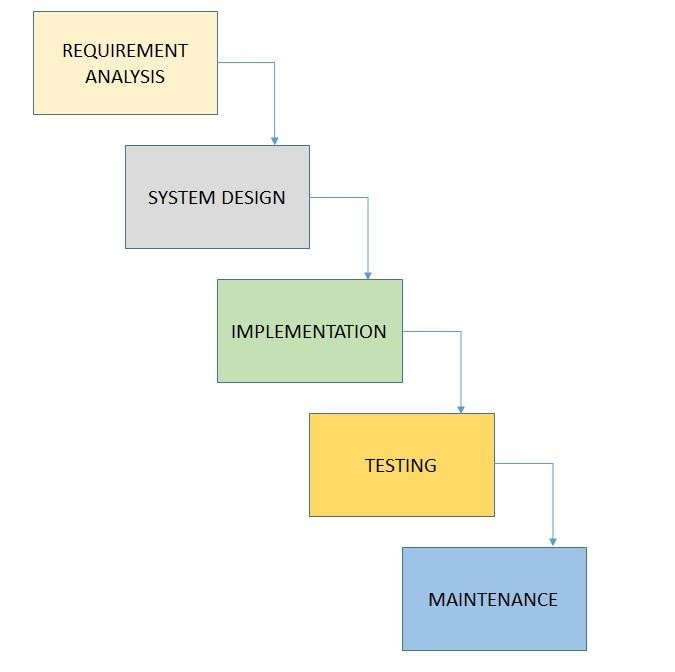 REQUIREMENT
ANALYSIS
SYSTEM DESIGN
IMPLEMENTATION
TESTING
MAINTENANCE